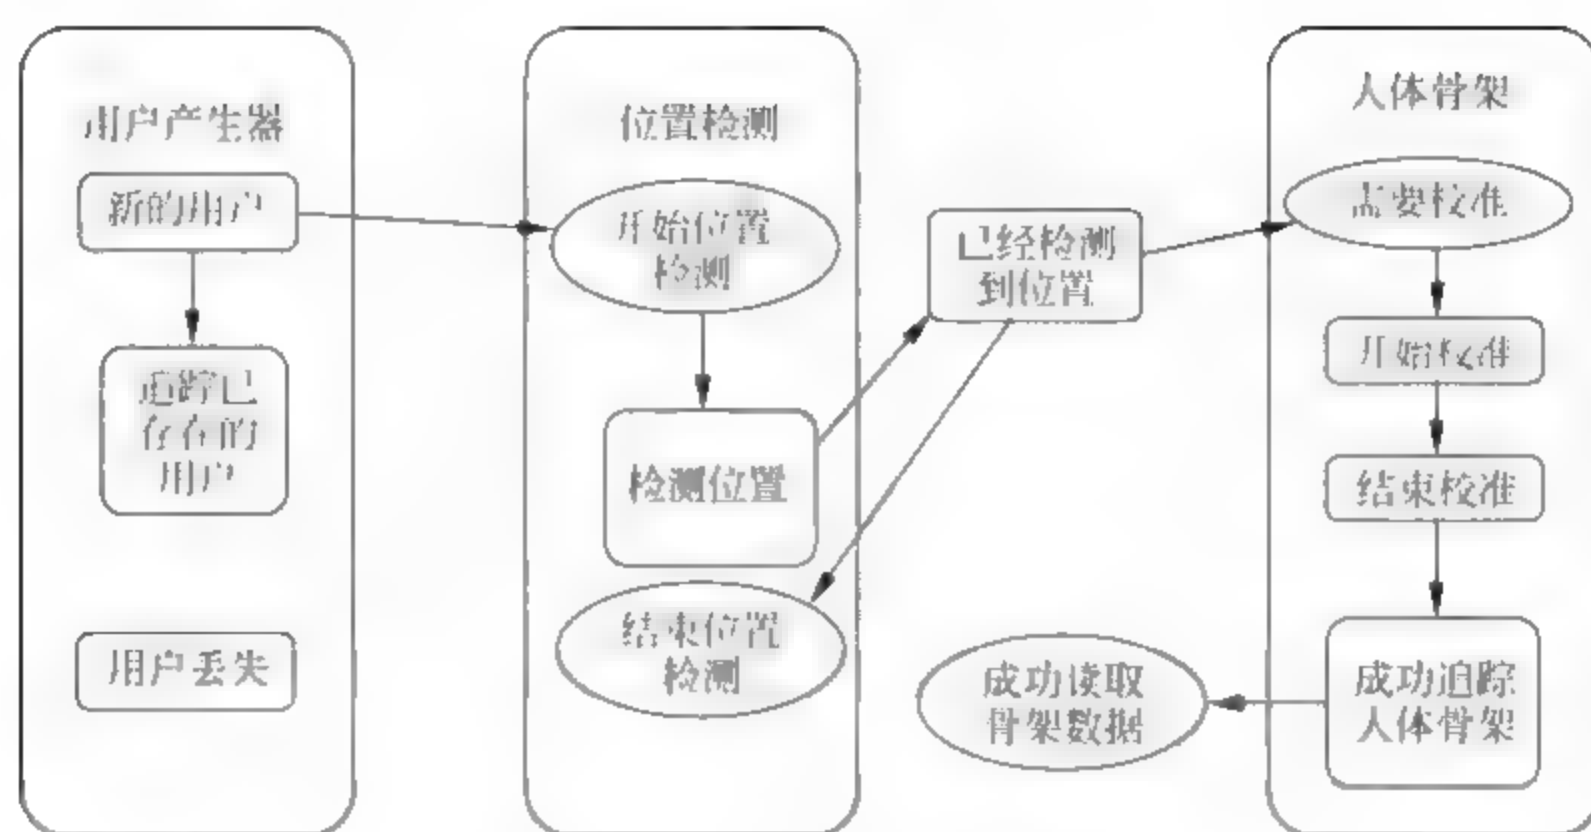 用户产生器
新的用户
追踪已
存在的
用户
用户丢失
位置检测
开始位置
检测
检测位置
结束位置
检测
已经检测
到位置
人体骨架
需要校准
开始校准
结束校准
成功追踪
人体骨架
成功读取
骨架数据